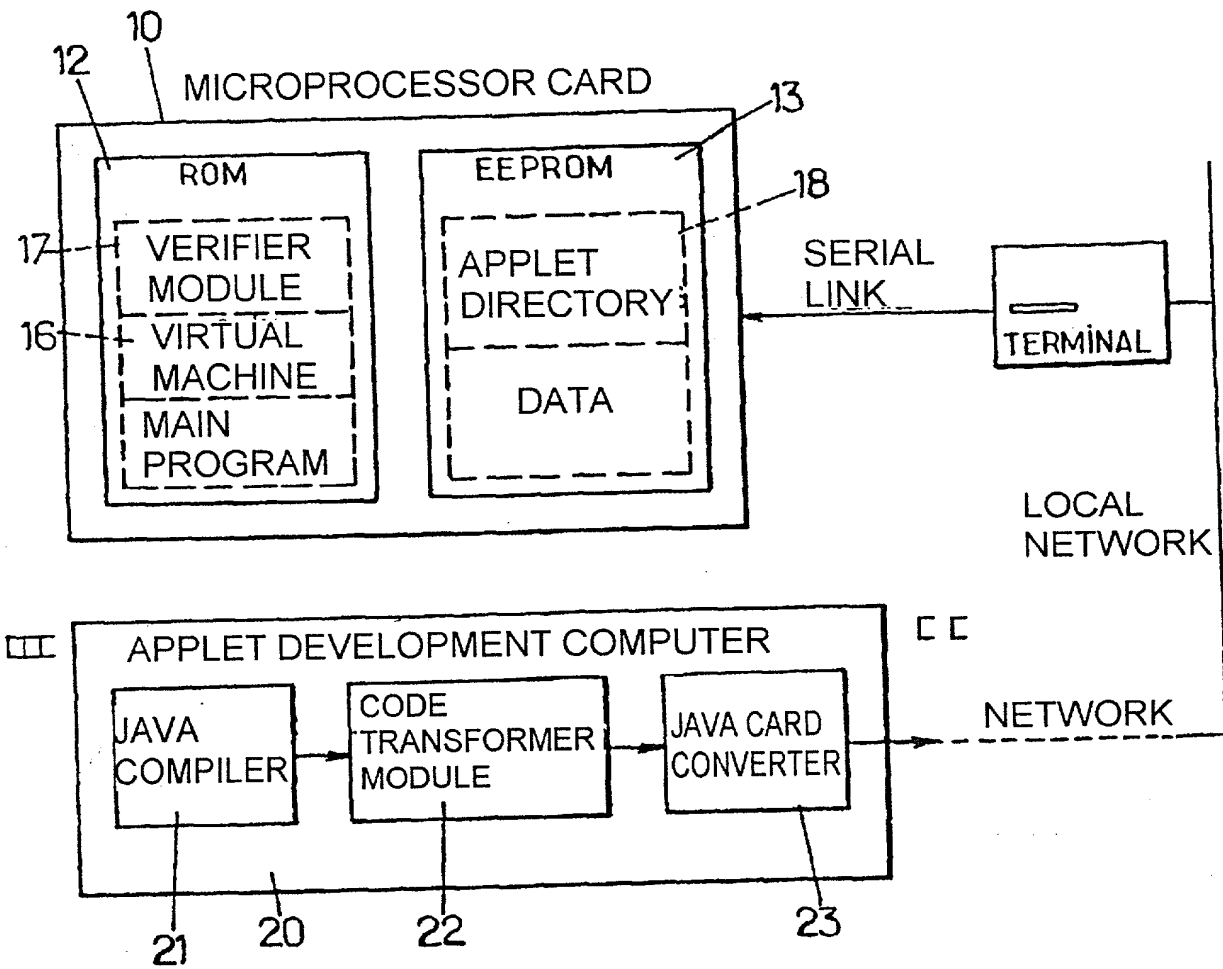 10
12
MICROPROCESSOR CARD
13
ROM
EEPROM
18
17
VERIFIER
MODULE
APPLET
DIRECTORY
SERIAL
LINK
16
VIRTUAL
MACHINE
TERMINAL
MAIN
PROGRAM
DATA
LOCAL
NETWORK
APPLET DEVELOPMENT COMPUTER
JAVA
COMPILER
CODE
TRANSFORMER
MODULE
JAVA CARD
CONVERTER
NETWORK
21
20
22
23